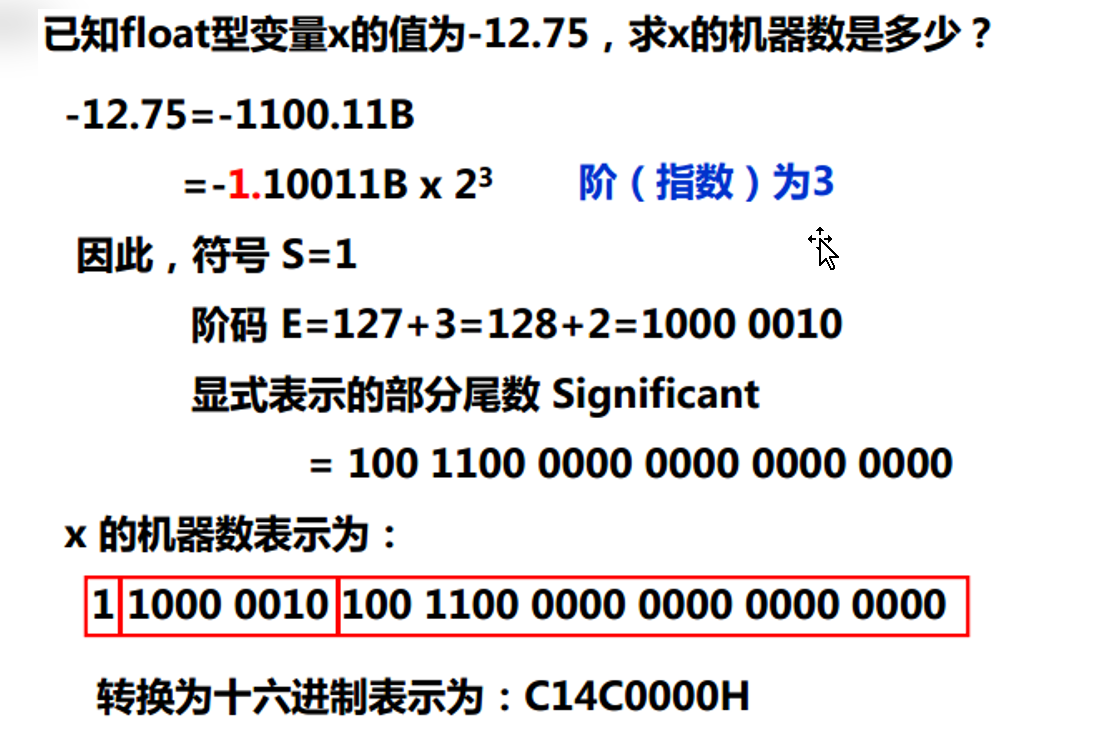 已知float型变量x的值为-12.75，求x的机器数是多少？
-12.75=-1100.11B
=-1.10011B x 2³ 阶（指数）为3
因此，符号 S=1
阶码 E=127+3=128+2=1000 0010
显式表示的部分尾数 Significant
= 100 1100 0000 0000 0000 0000
x 的机器数表示为：
1 1000 0010 100 1100 0000 0000 0000 0000
转换为十六进制表示为：C14C0000H